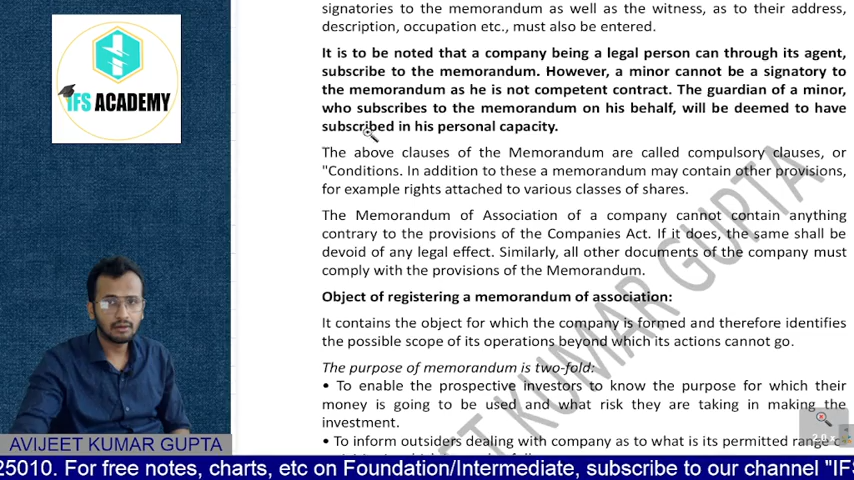 signatories to the memorandum as well as the witness, as to their address,
description, occupation etc., must also be entered.
It is to be noted that a company being a legal person can through its agent,
subscribe to the memorandum. However, a minor cannot be a signatory to
the memorandum as he is not competent contract. The guardian of a minor,
who subscribes to the memorandum on his behalf, will be deemed to have
subscribed in his personal capacity.
The above clauses of the Memorandum are called compulsory clauses, or
"Conditions. In addition to these a memorandum may contain other provisions,
for example rights attached to various classes of shares.
The Memorandum of Association of a company cannot contain anything
contrary to the provisions of the Companies Act. If it does, the same shall be
devoid of any legal effect. Similarly, all other documents of the company must
comply with the provisions of the Memorandum.
Object of registering a memorandum of association:
It contains the object for which the company is formed and therefore identifies
the possible scope of its operations beyond which its actions cannot go.
The purpose of memorandum is two-fold:
• To enable the prospective investors to know the purpose for which their
money is going to be used and what risk they are taking in making the
investment.
• To inform outsiders dealing with company as to what is its permitted range
IFS ACADEMY
KUMAR GUPTA
AVIJEET KUMAR GUPTA
25010. For free notes, charts, etc on Foundation/Intermediate, subscribe to our channel "IF